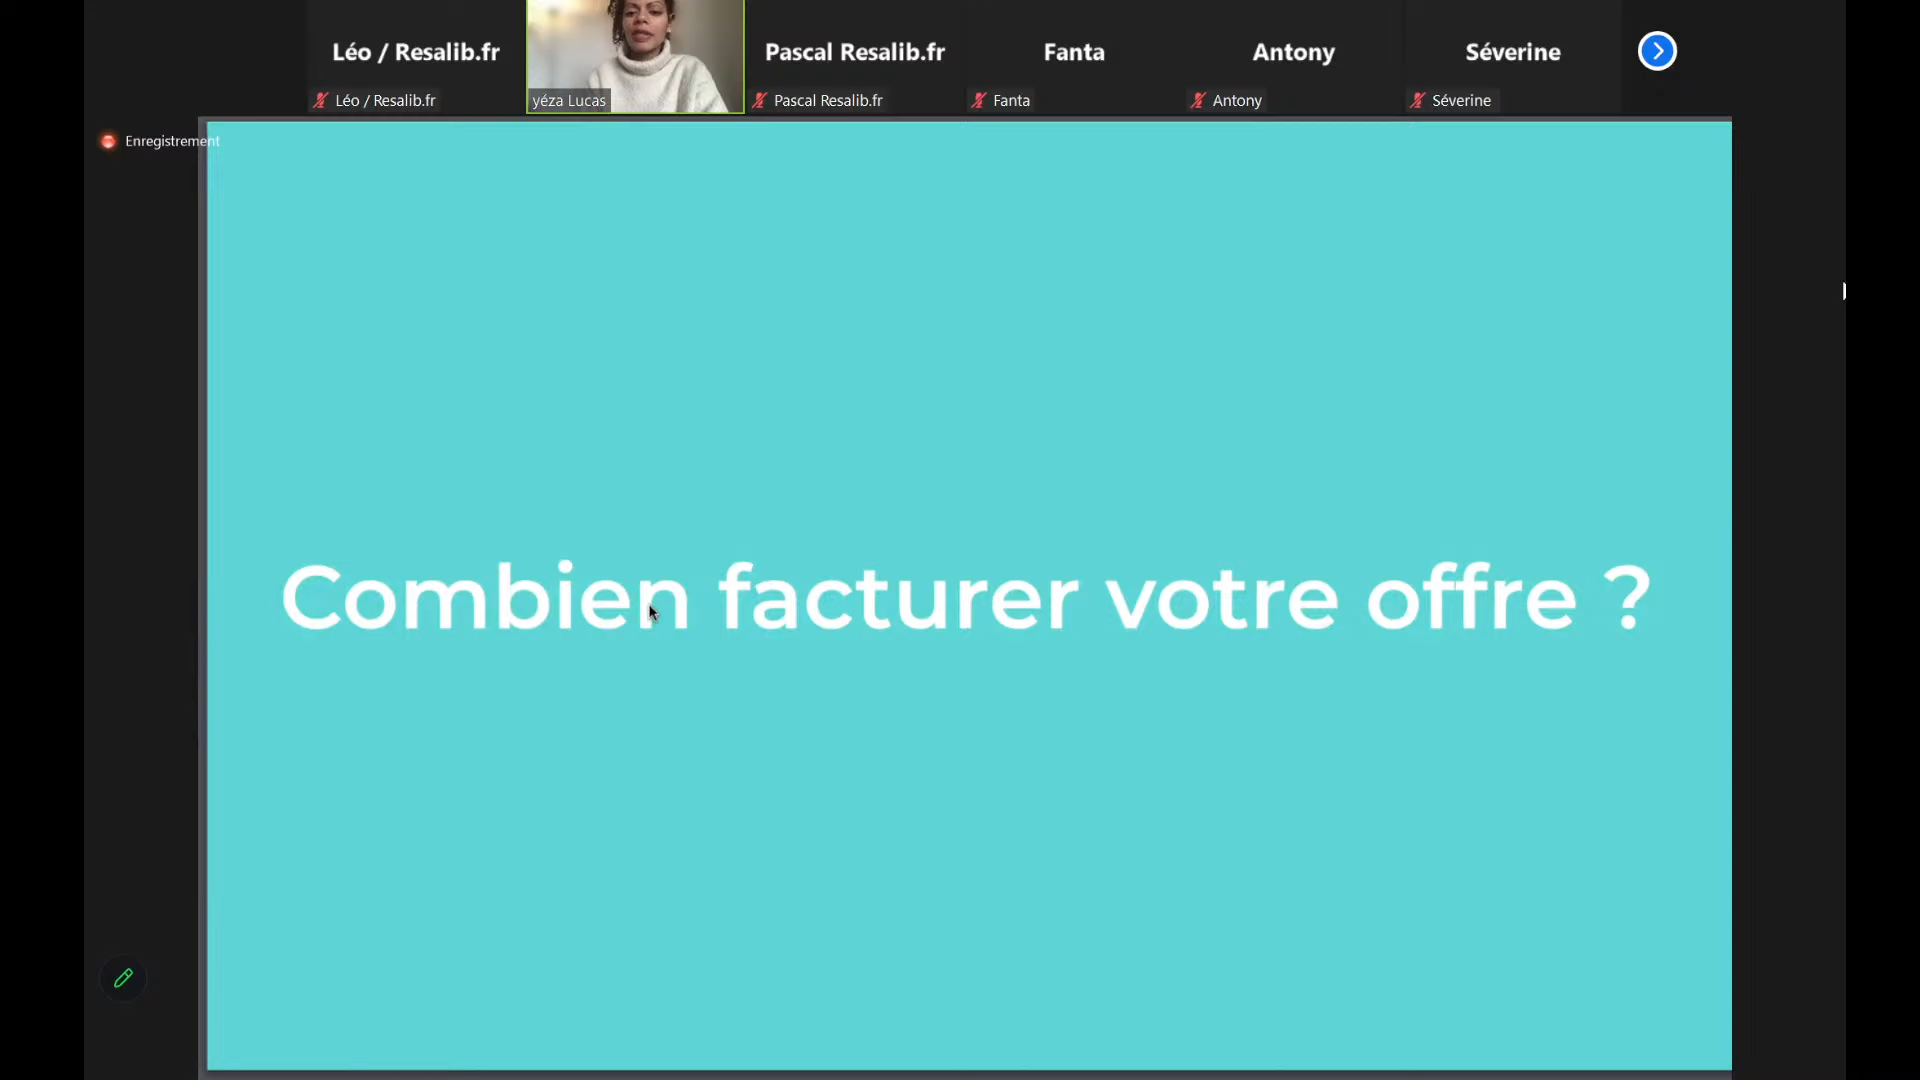 Léo / Resalib.fr
Pascal Resalib.fr
Fanta
Antony
Séverine
Léo / Resalib.fr
yéza Lucas
Pascal Resalib.fr
Fanta
Antony
Séverine
Enregistrement
Combien facturer votre offre ?